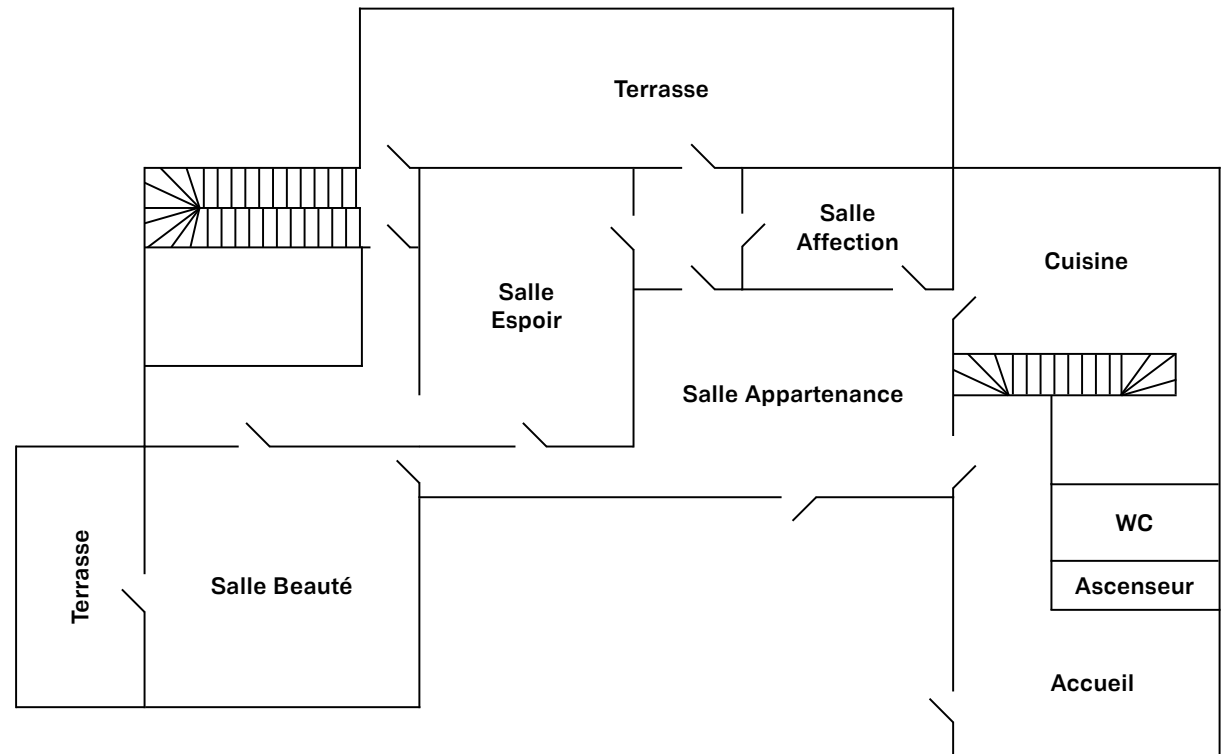 Terrasse
Salle
Affection
Cuisine
Salle
Espoir
Salle Appartenance
WC
Terrasse
Salle Beauté
Ascenseur
Accueil